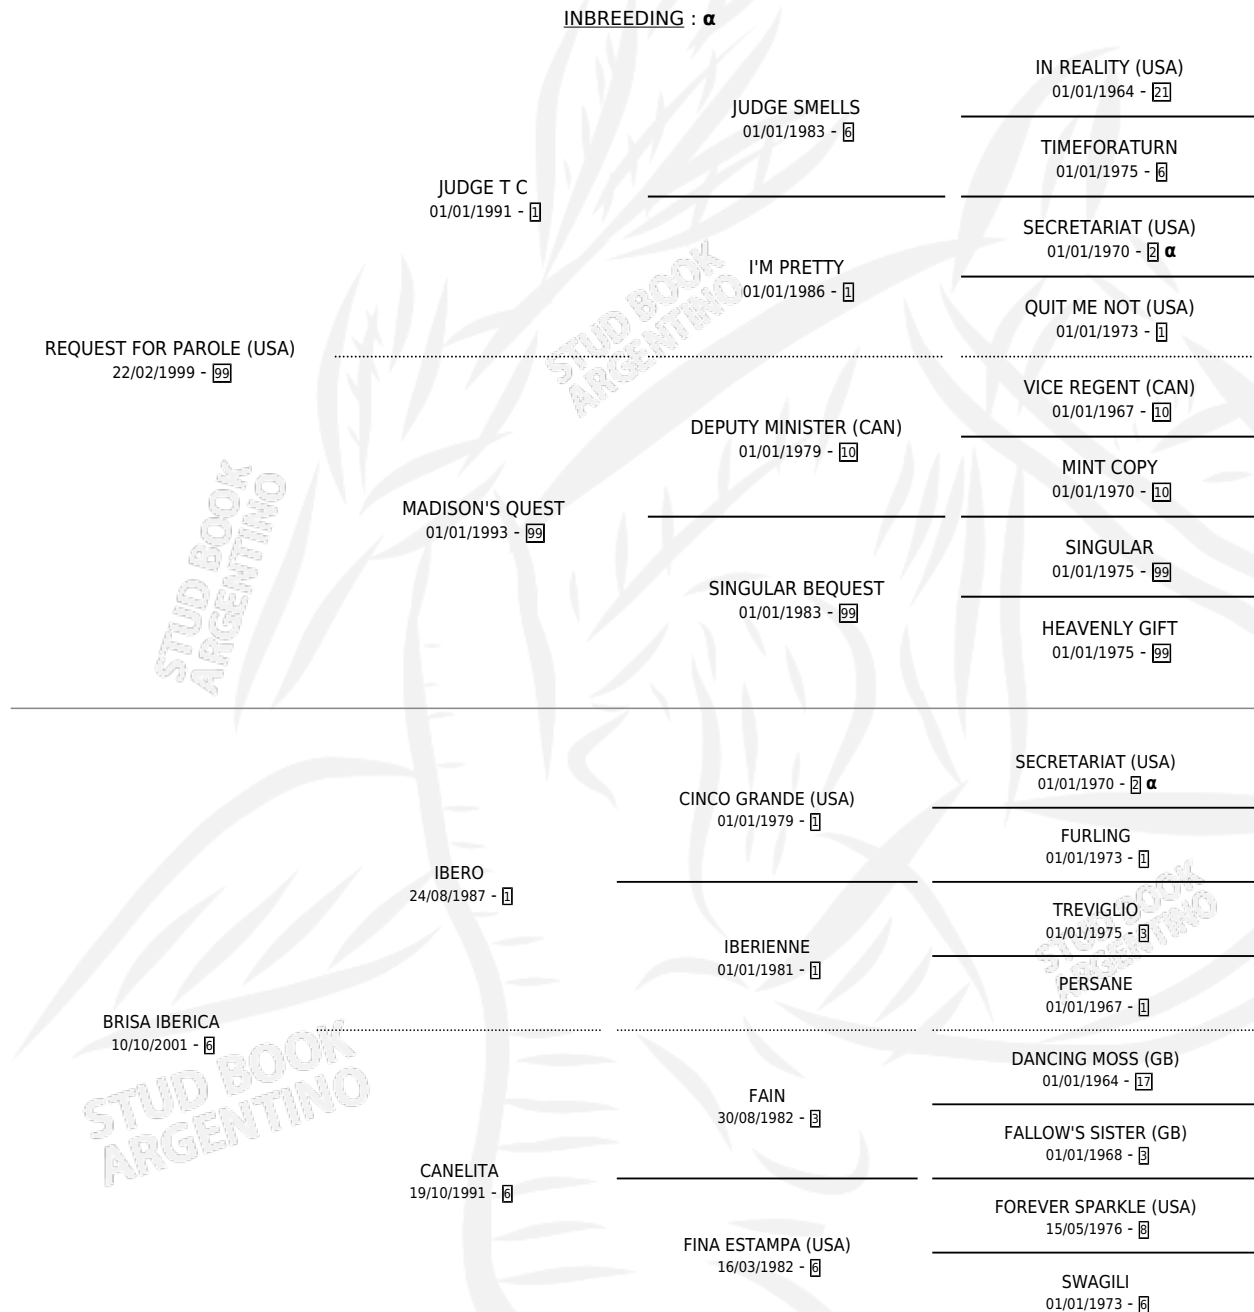 INBREEDING : α
IN REALITY (USA)
01/01/1964 - 21
JUDGE SMELLS
01/01/1983 - 6
TIMEFORATURN
01/01/1975 - 6
JUDGE T C
01/01/1991 - 1
SECRETARIAT (USA)
01/01/1970 - 2 α
I'M PRETTY
01/01/1986 - 1
QUIT ME NOT (USA)
01/01/1973 - 1
REQUEST FOR PAROLE (USA)
22/02/1999 - 99
VICE REGENT (CAN)
01/01/1967 - 10
DEPUTY MINISTER (CAN)
01/01/1979 - 10
MINT COPY
01/01/1970 - 10
MADISON'S QUEST
01/01/1993 - 99
SINGULAR
01/01/1975 - 99
SINGULAR BEQUEST
01/01/1983 - 99
HEAVENLY GIFT
01/01/1975 - 99
SECRETARIAT (USA)
01/01/1970 - 2 α
CINCO GRANDE (USA)
01/01/1979 - 1
FURLING
01/01/1973 - 1
IBERO
24/08/1987 - 1
TREVIGLIO
01/01/1975 - 3
IBERIENNE
01/01/1981 - 1
PERSANE
01/01/1967 - 1
BRISA IBERICA
10/10/2001 - 6
DANCING MOSS (GB)
01/01/1964 - 17
FAIN
30/08/1982 - 3
FALLOW'S SISTER (GB)
01/01/1968 - 3
CANELITA
19/10/1991 - 6
FOREVER SPARKLE (USA)
15/05/1976 - 8
FINA ESTAMPA (USA)
16/03/1982 - 6
SWAGILI
01/01/1973 - 6
STUD BOOK
ARGENTINO
STUD BOOK
ARGENTINO
STUD BOOK
ARGENTINO
STUD BOOK
ARGENTINO